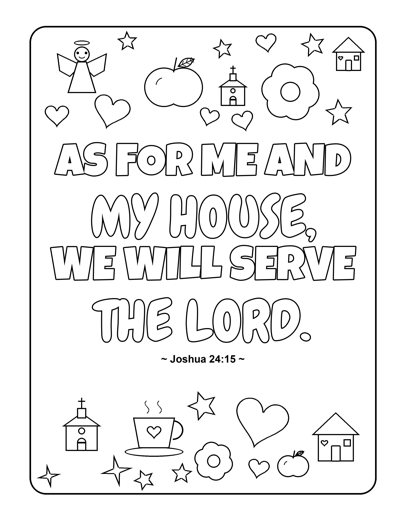 AS FOR ME AND
MY HOUSE,
WE WILL SERVE
THE LORD.
~ Joshua 24:15 ~